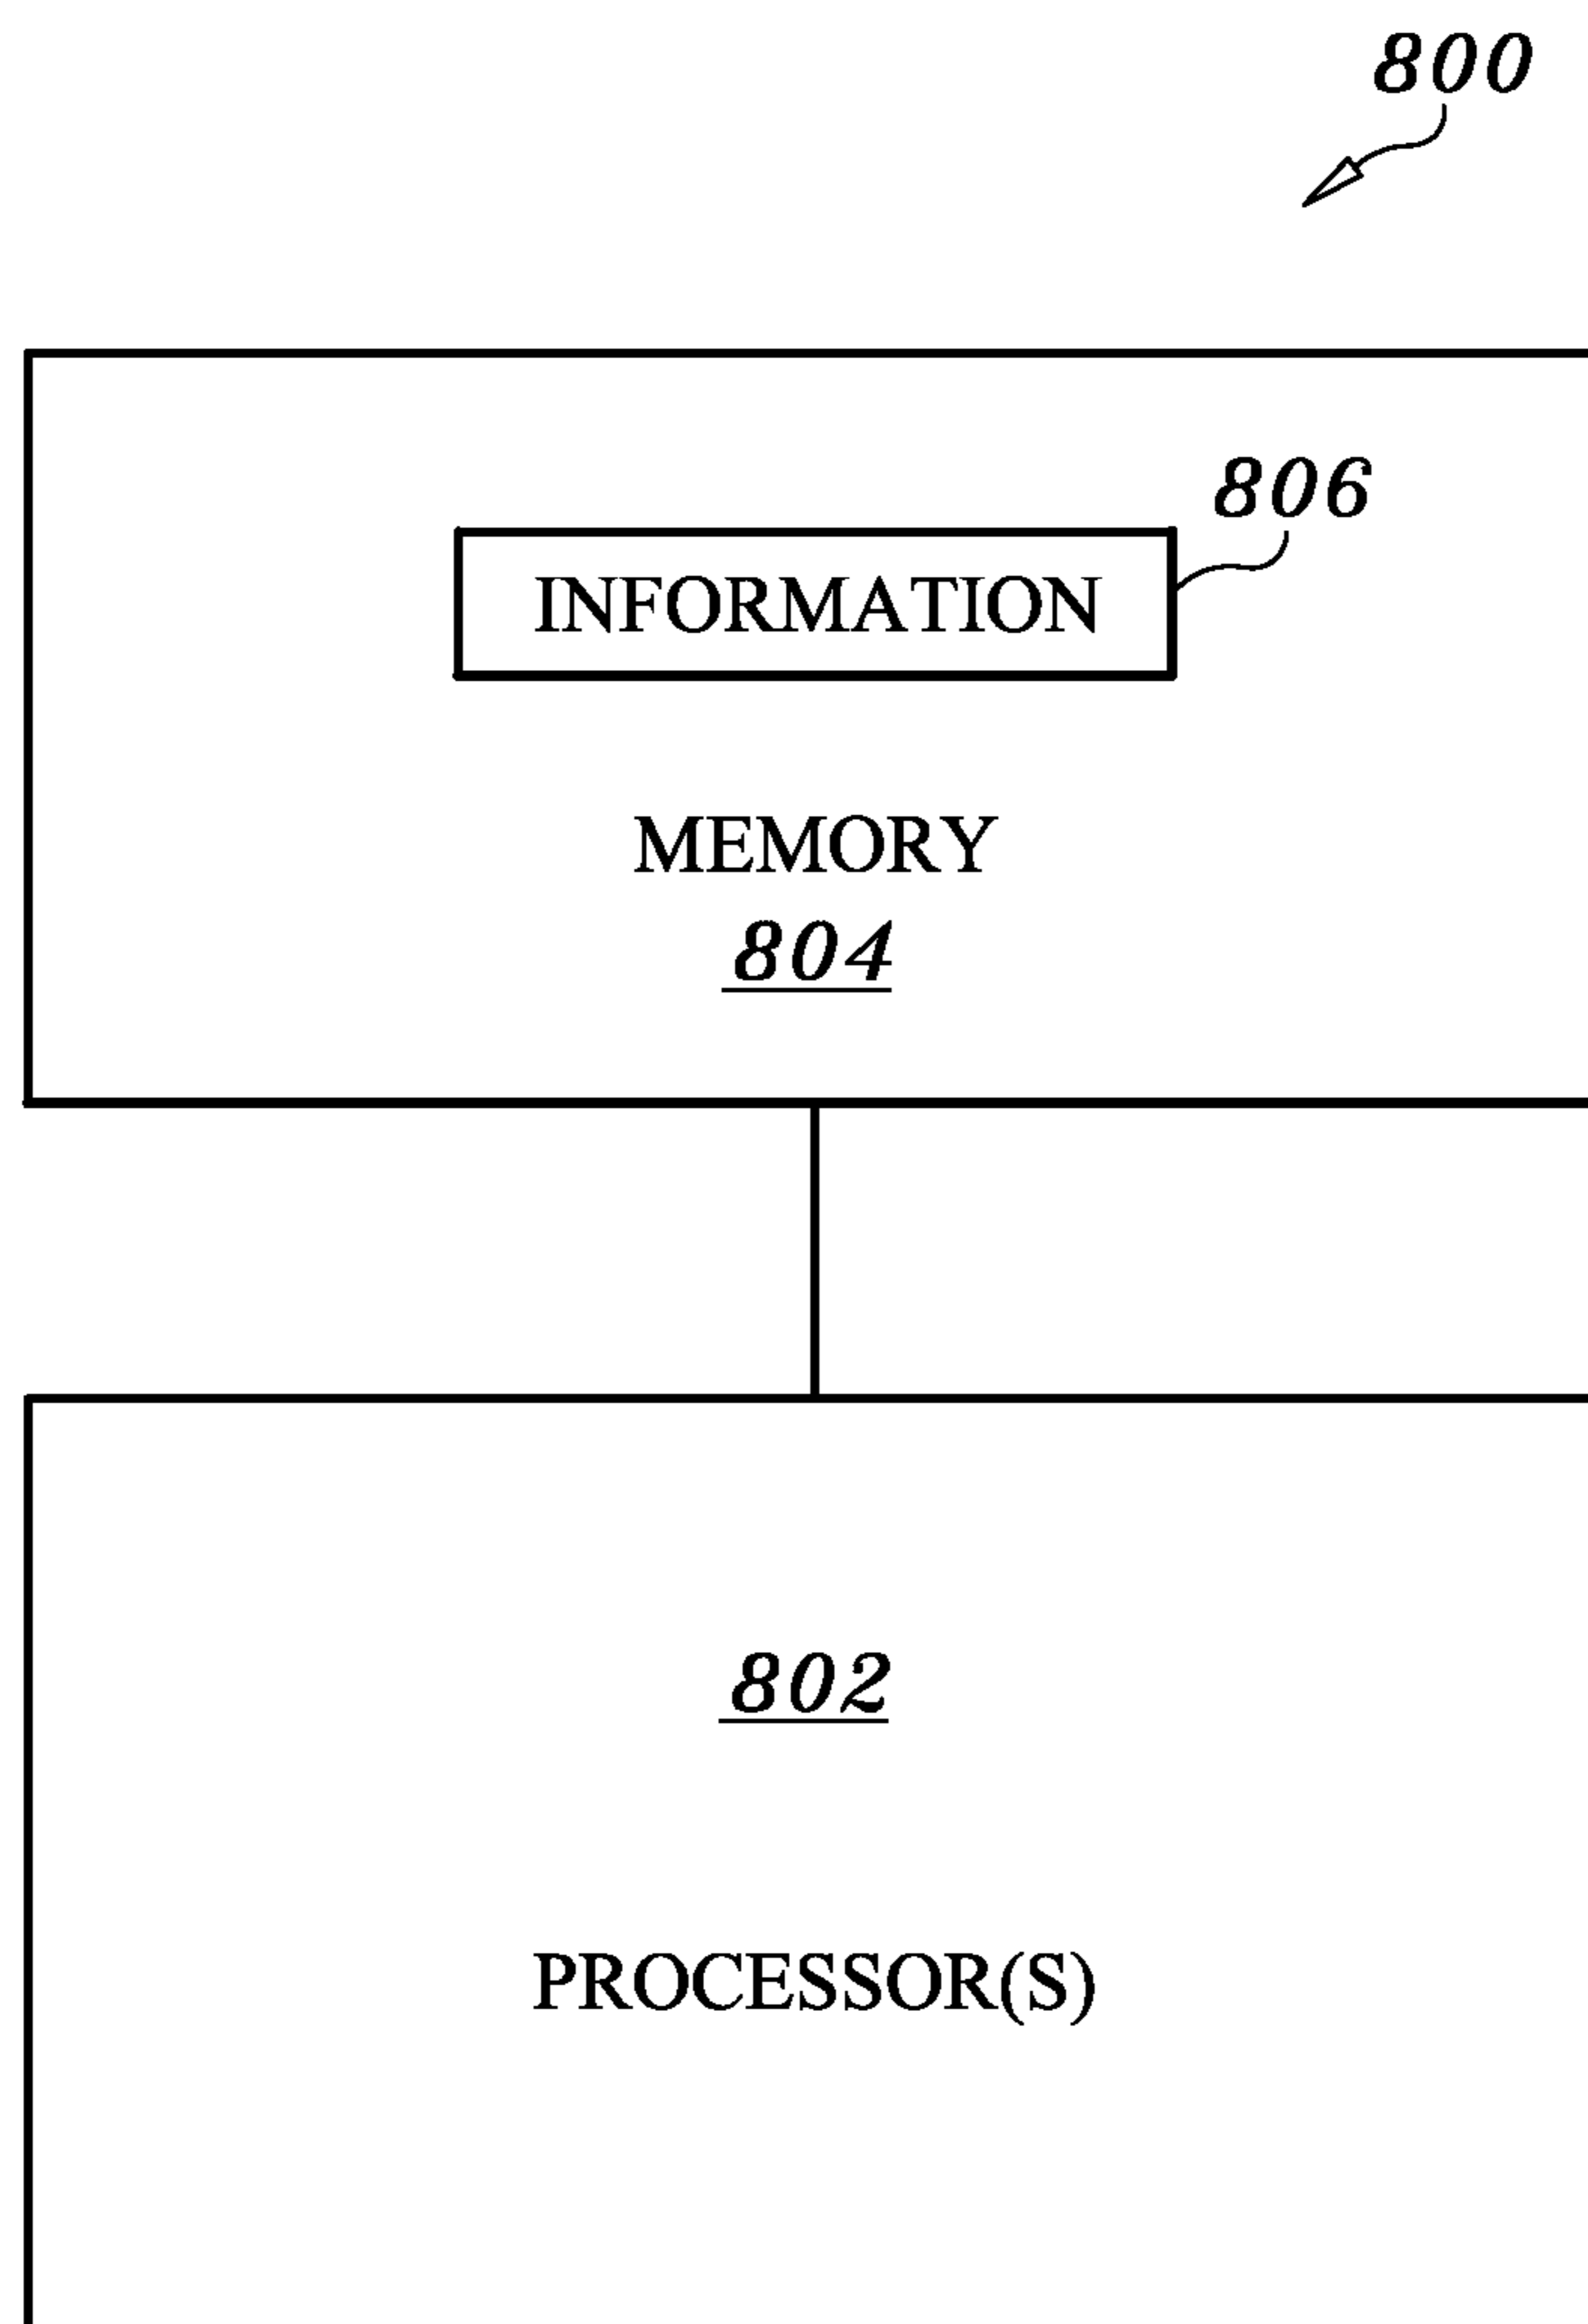 800
806
INFORMATION
MEMORY
804
802
PROCESSOR(S)